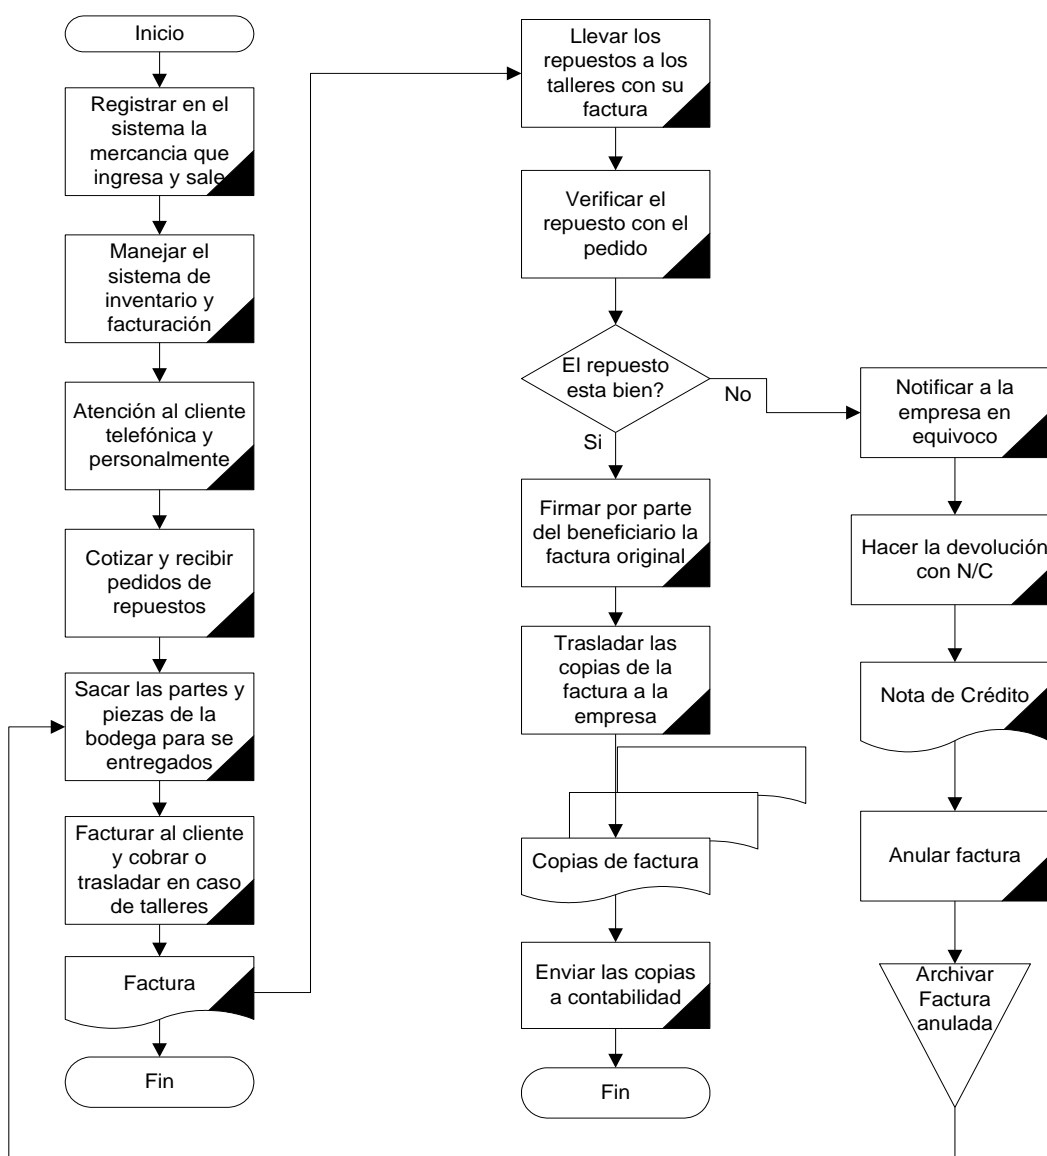 Inicio
Registrar en el
sistema la
mercancia que
ingresa y sale
Manejar el
sistema de
inventario y
facturación
Atención al cliente
telefónica y
personalmente
Cotizar y recibir
pedidos de
repuestos
Sacar las partes y
piezas de la
bodega para se
entregados
Facturar al cliente
y cobrar o
trasladar en caso
de talleres
Factura
Fin
Llevar los
repuestos a los
talleres con su
factura
Verificar el
repuesto con el
pedido
El repuesto
esta bien?
No
Si
Firmar por parte
del beneficiario la
factura original
Trasladar las
copias de la
factura a la
empresa
Copias de factura
Enviar las copias
a contabilidad
Fin
Notificar a la
empresa en
equivoco
Hacer la devolución
con N/C
Nota de Crédito
Anular factura
Archivar
Factura
anulada